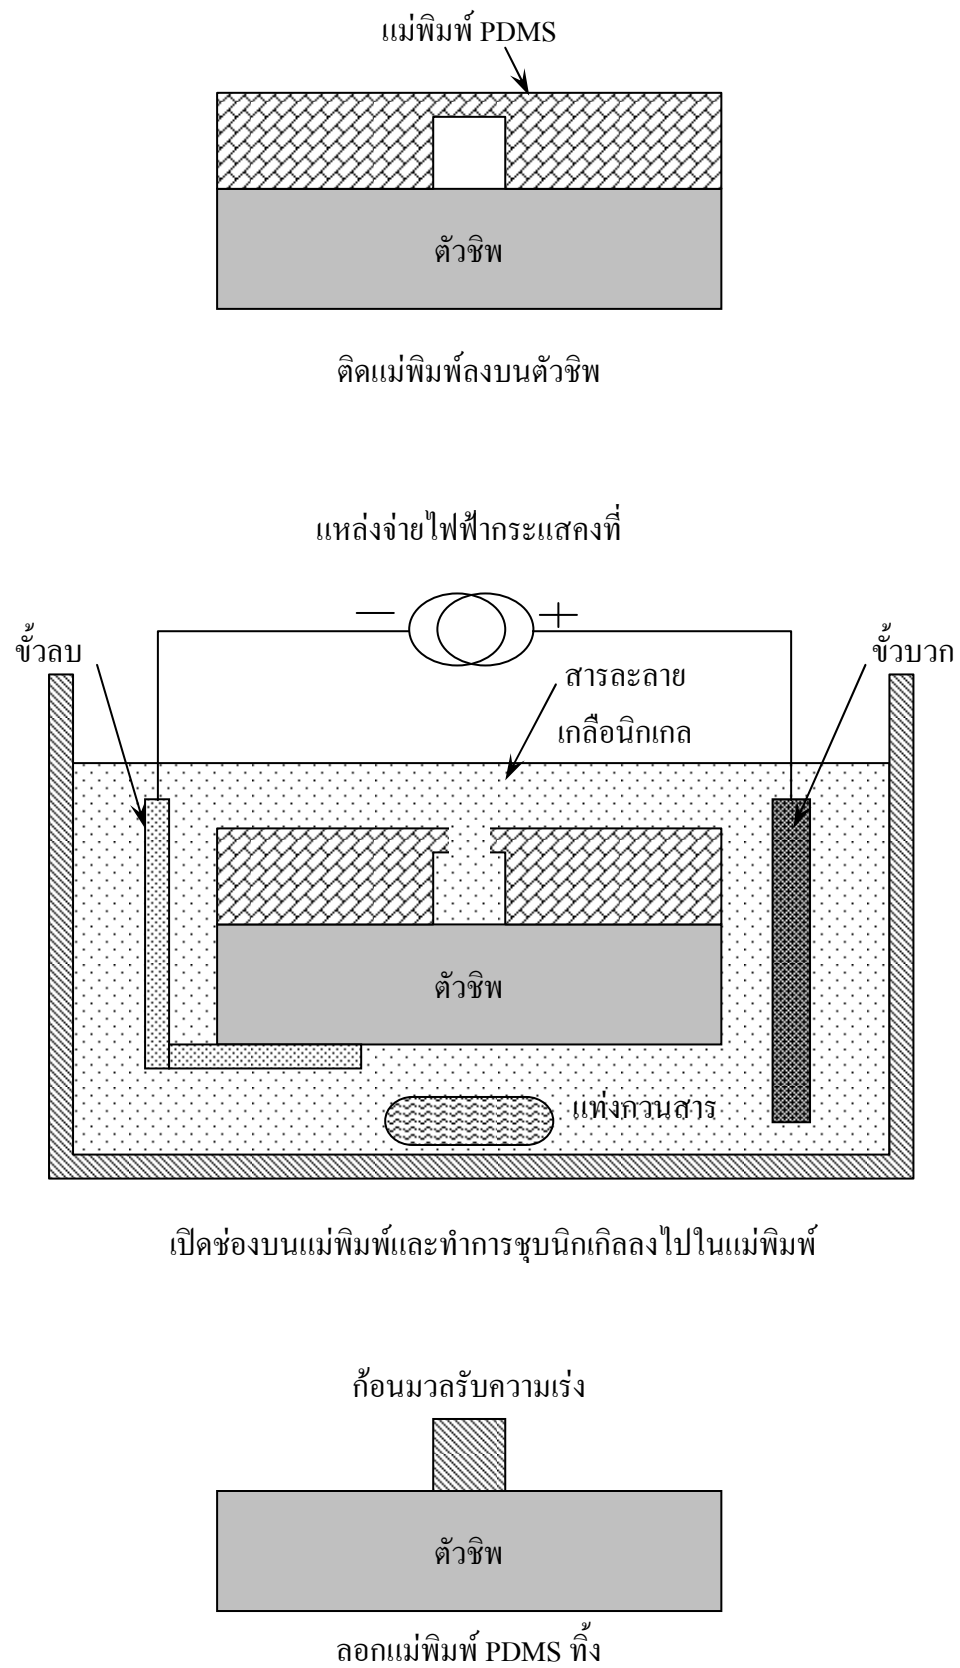 แม่พิมพ์ PDMS
ตัวชิพ
ติดแม่พิมพ์ลงบนตัวชิพ
แหล่งจ่ายไฟฟ้ากระแสคงที่
ขั้วลบ
ขั้วบวก
สารละลาย
เกลือนิกเกล
ตัวชิพ
แท่งกวนสาร
เปิดช่องบนแม่พิมพ์และทำการชุบนิกเกิลลงไปในแม่พิมพ์
ก้อนมวลรับความเร่ง
ตัวชิพ
ลอกแม่พิมพ์ PDMS ทิ้ง